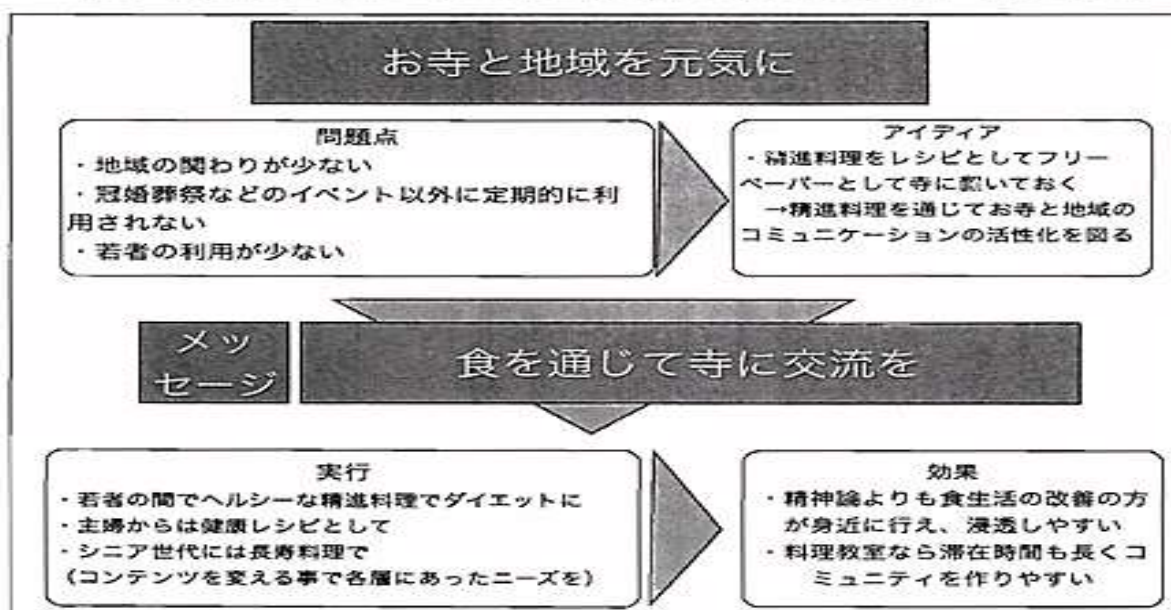 お寺と地域を元気に
問題点
・地域の関わりが少ない
・冠婚葬祭などのイベント以外に定期的に利
用されない
・若者の利用が少ない
アイディア
・精進料理をレシピとしてフリー
ペーパーとして寺に置いておく
→精進料理を通じてお寺と地域の
コミュニケーションの活性化を図る
メッ
セージ
食を通じて寺に交流を
実行
・若者の間でヘルシーな精進料理でダイエットに
・主婦からは健康レシピとして
・シニア世代には長寿料理で
(コンテンツを変える事で各層にあったニーズを)
効果
・精神論よりも食生活の改善の方
が身近に行え、浸透しやすい
・料理教室なら滞在時間も長くコ
ミュニティを作りやすい